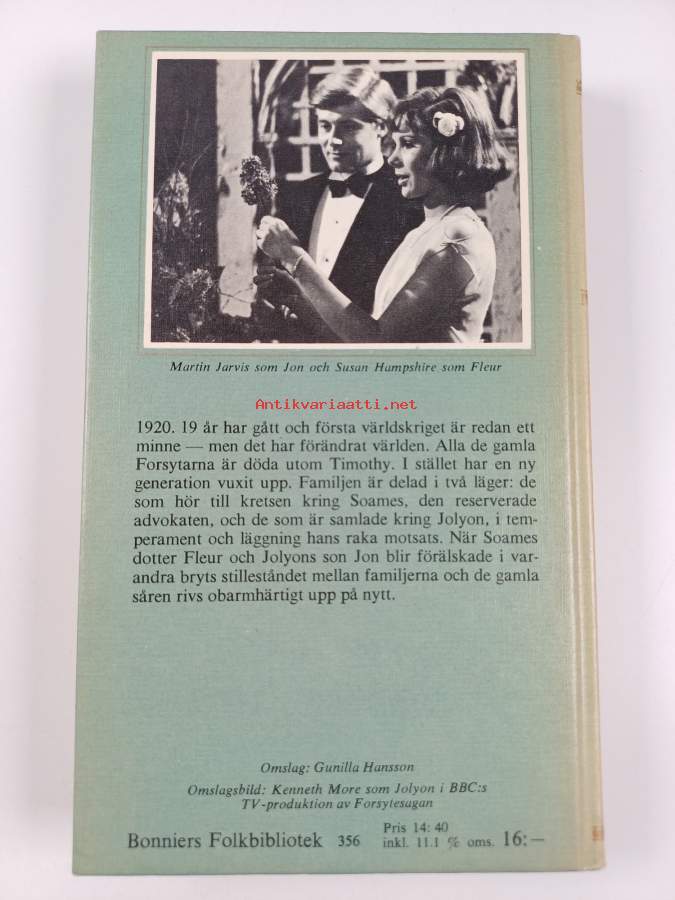 Martin Jarvis som Jon och Susan Hampshire som Fleur
Antikvariaatti.net
1920. 19 år har gått och första världskriget är redan ett
minne — men det har förändrat världen. Alla de gamla
Forsytarna är döda utom Timothy. I stället har en ny
generation vuxit upp. Familjen är delad i två läger: de
som hör till kretsen kring Soames, den reserverade
advokaten, och de som är samlade kring Jolyon, i tem-
perament och läggning hans raka motsats. När Soames
dotter Fleur och Jolyons son Jon blir förälskade i var-
andra bryts stilleståndet mellan familjerna och de gamla
såren rivs obarmhärtigt upp på nytt.
Omslag: Gunilla Hansson
Omslagsbild: Kenneth More som Jolyon i BBC:s
TV-produktion av Forsytesagan
Bonniers Folkbibliotek 356
Pris 14: 40
inkl. 11.1 % oms. 16:—